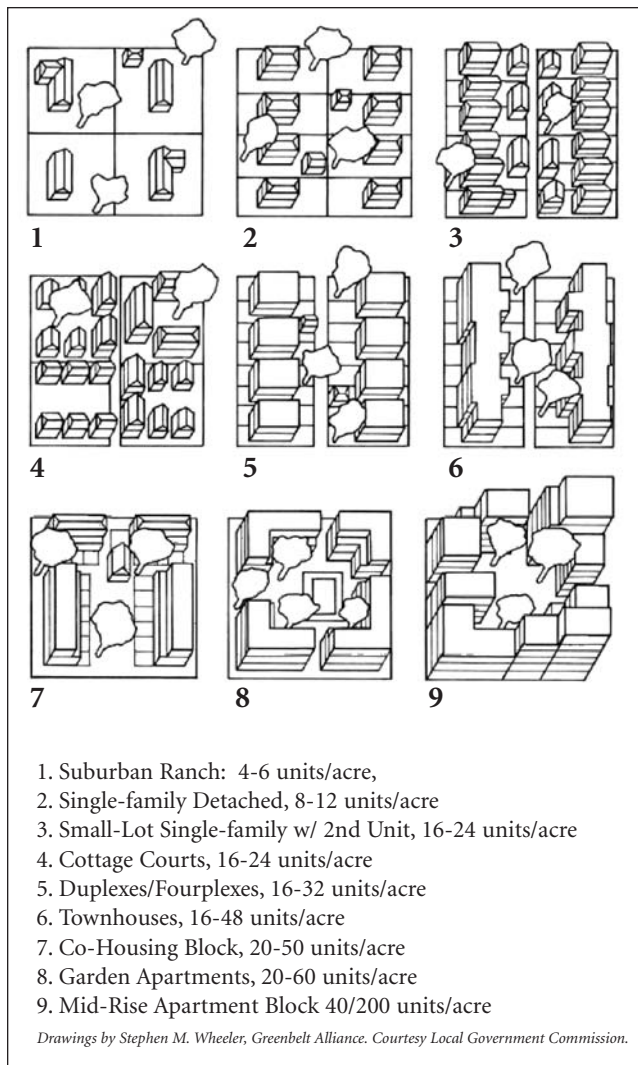 1
2
3
4
5
6
7
8
9
1. Suburban Ranch: 4-6 units/acre,
2. Single-family Detached, 8-12 units/acre
3. Small-Lot Single-family w/ 2nd Unit, 16-24 units/acre
4. Cottage Courts, 16-24 units/acre
5. Duplexes/Fourplexes, 16-32 units/acre
6. Townhouses, 16-48 units/acre
7. Co-Housing Block, 20-50 units/acre
8. Garden Apartments, 20-60 units/acre
9. Mid-Rise Apartment Block 40/200 units/acre
Drawings by Stephen M. Wheeler, Greenbelt Alliance. Courtesy Local Government Commission.